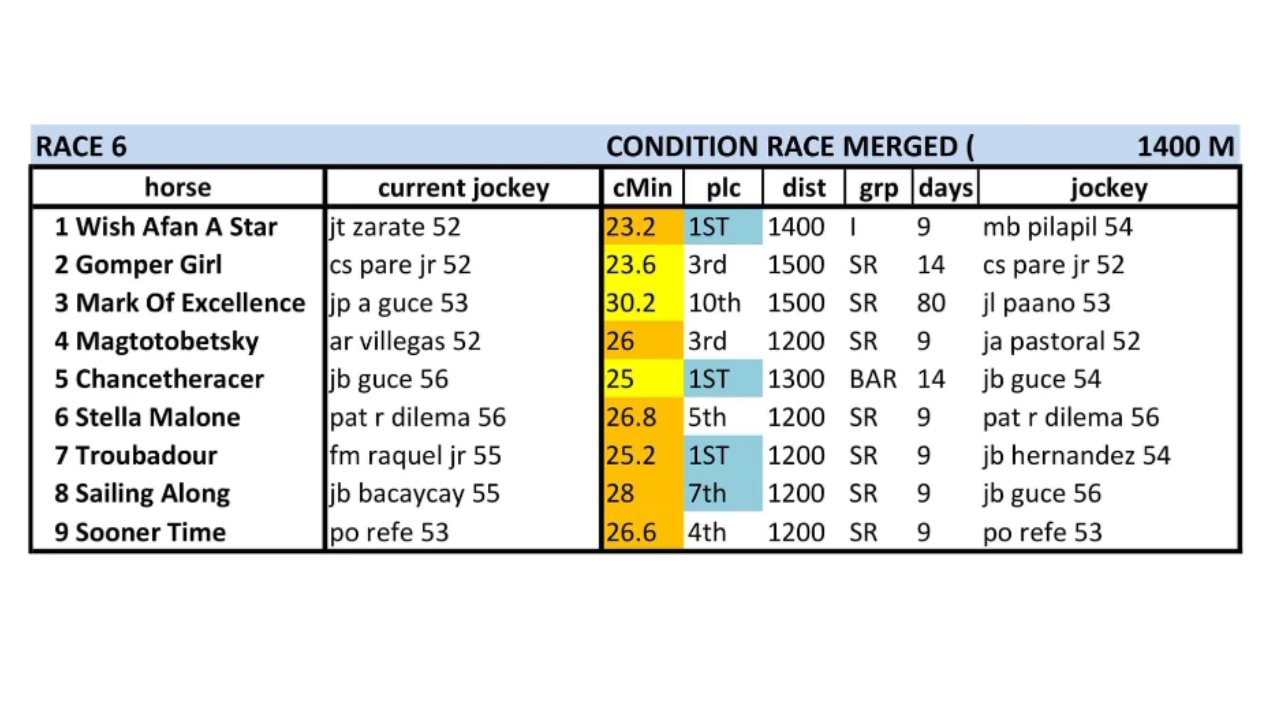 RACE 6 CONDITION RACE MERGED ( 1400 M
horse current jockey cMin plc dist grp days jockey
1 Wish Afan A Star jt zarate 52 23.2 1ST 1400 I 9 mb pilapil 54
2 Gomper Girl cs pare jr 52 23.6 3rd 1500 SR 14 cs pare jr 52
3 Mark Of Excellence jp a guce 53 30.2 10th 1500 SR 80 jl paano 53
4 Magtotobetsky ar villegas 52 26 3rd 1200 SR 9 ja pastoral 52
5 Chancetheracer jb guce 56 25 1ST 1300 BAR 14 jb guce 54
6 Stella Malone pat r dilema 56 26.8 5th 1200 SR 9 pat r dilema 56
7 Troubadour fm raquel jr 55 25.2 1ST 1200 SR 9 jb hernandez 54
8 Sailing Along jb bacaycay 55 28 7th 1200 SR 9 jb guce 56
9 Sooner Time po refe 53 26.6 4th 1200 SR 9 po refe 53